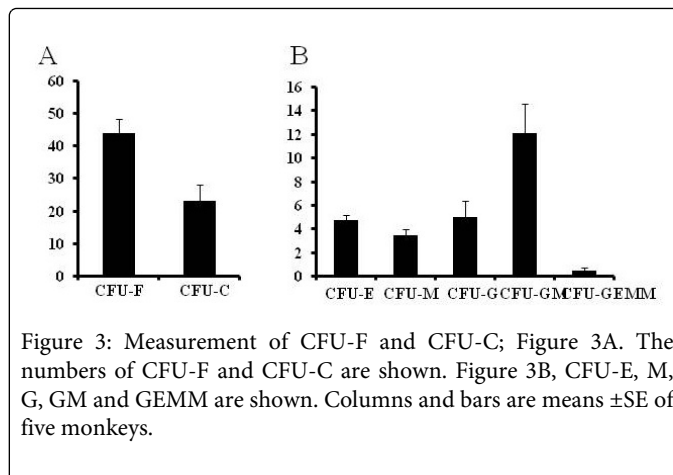 A
B
60
50
40
30
20
10
0
CFU-F CFU-C
16
14
12
10
8
6
4
2
0
CFU-E CFU-M CFU-G CFU-GM CFU-GEMM
Figure 3: Measurement of CFU-F and CFU-C; Figure 3A. The
numbers of CFU-F and CFU-C are shown. Figure 3B, CFU-E, M,
G, GM and GEMM are shown. Columns and bars are means ±SE of
five monkeys.